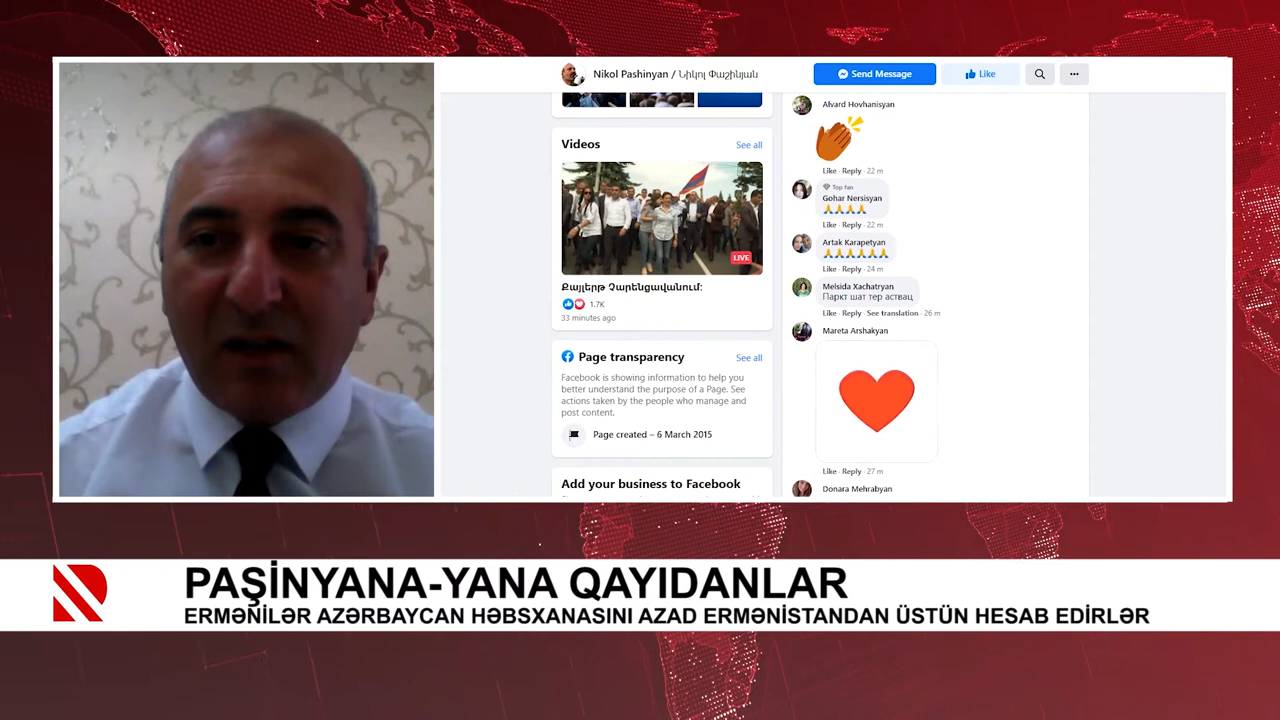 Nikol Pashinyan / Նիկոլ Փաշինյան
Send Message
Like
Videos
See all
LIVE
Քայլերթ Չարենցավանում:
1.7K
33 minutes ago
Page transparency
See all
Facebook is showing information to help you
better understand the purpose of a Page. See
actions taken by the people who manage and
post content.
Page created – 6 March 2015
Add your business to Facebook
Alvard Hovhanisyan
Like · Reply · 22 m
Top Fan
Gohar Nersisyan
🙏🙏🙏🙏
Like · Reply · 22 m
Artak Karapetyan
🙏🙏🙏🙏🙏🙏
Like · Reply · 24 m
Melsida Xachatryan
Паркт шат тер аствац
Like · Reply · See translation · 26 m
Mareta Arshakyan
Like · Reply · 27 m
Donara Mehrabyan
PAŞİNYANA-YANA QAYIDANLAR
ERMƏNİLƏR AZƏRBAYCAN HƏBSXANASINI AZAD ERMƏNİSTANDAN ÜSTÜN HESAB EDİRLƏR